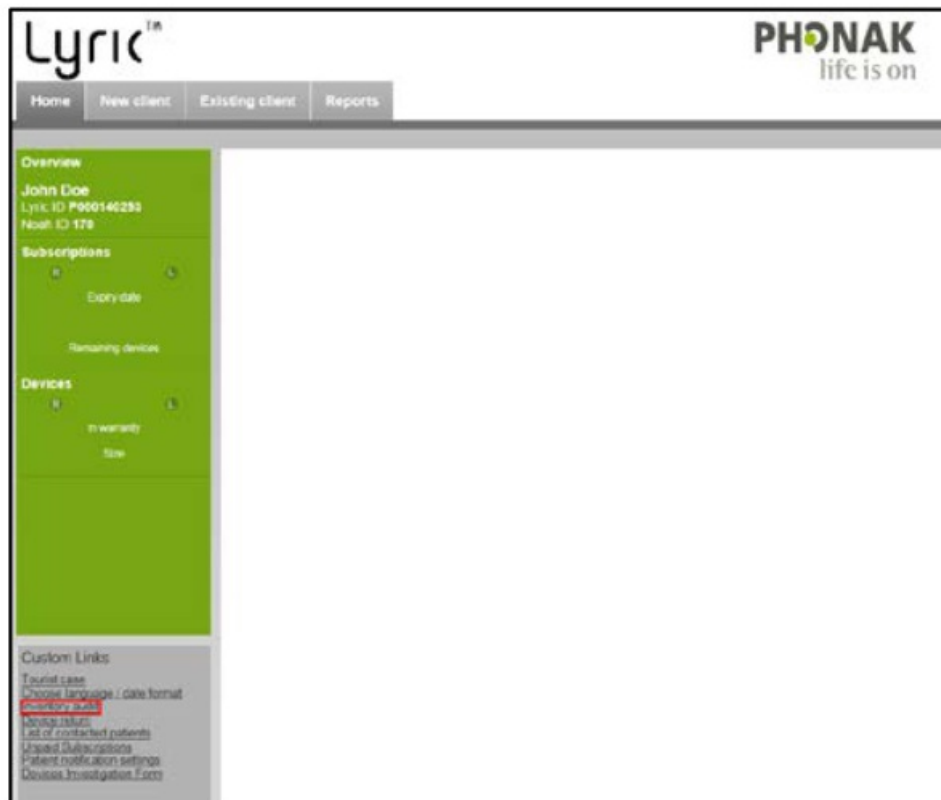 Lyric™
PHONAK
life is on
Home New client Existing client Reports
Overview
John Doe
Lyric ID P000140293
Noah ID 170
Subscriptions
R L
Expiry date
Remaining devices
Devices
R L
In warranty
Size
Custom Links
Tourist case
Choose language / date format
Inventory audit
Device return
List of contacted patients
Unpaid Subscriptions
Patient notification settings
Devices Investigation Form